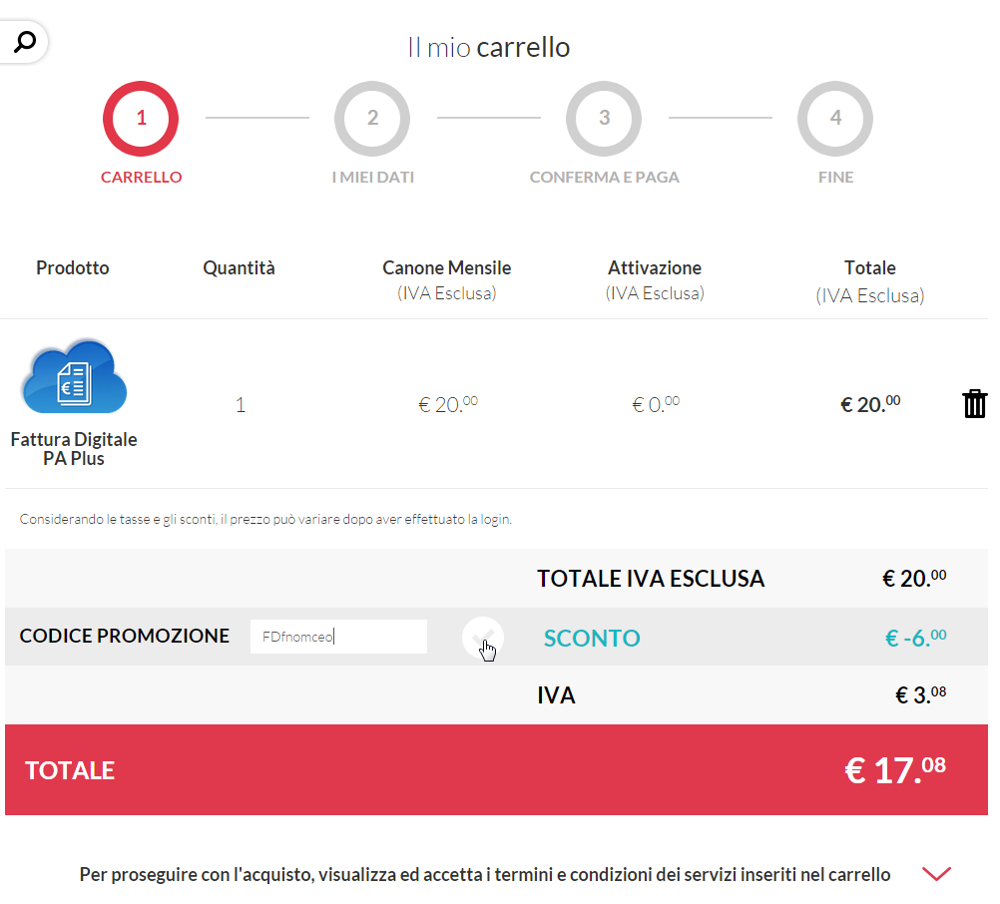 Il mio carrello
1 2 3 4
CARRELLO I MIEI DATI CONFERMA E PAGA FINE
Prodotto Quantità Canone Mensile Attivazione Totale
(IVA Esclusa) (IVA Esclusa) (IVA Esclusa)
€
1 € 20.00 € 0.00 € 20.00
Fattura Digitale
PA Plus
Considerando le tasse e gli sconti, il prezzo può variare dopo aver effettuato la login.
TOTALE IVA ESCLUSA € 20.00
CODICE PROMOZIONE FDfnomceo SCONTO € -6.00
IVA € 3.08
TOTALE € 17.08
Per proseguire con l'acquisto, visualizza ed accetta i termini e condizioni dei servizi inseriti nel carrello